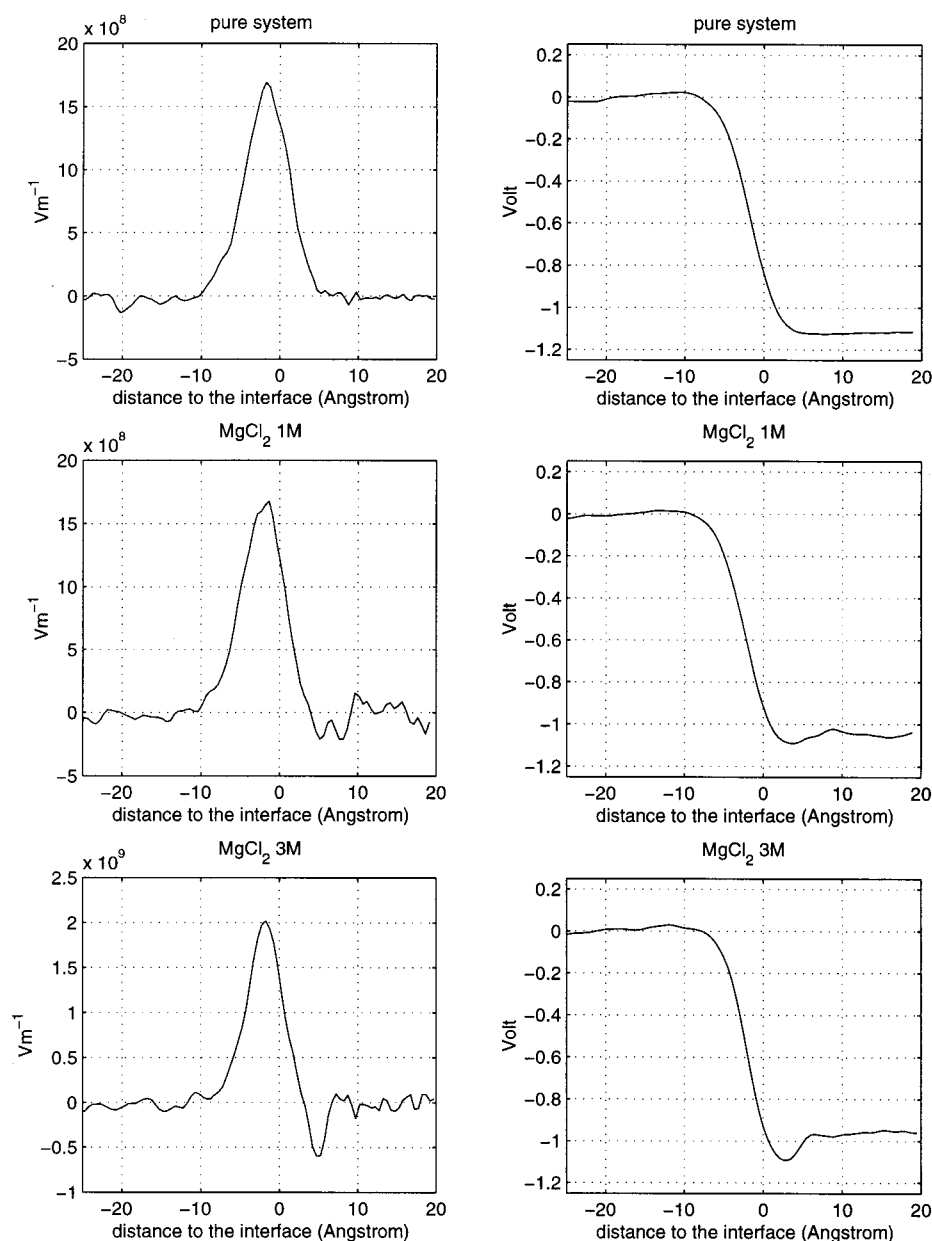 pure system
x 10^8
20
15
10
5
0
−5
Vm^−1
−20 −10 0 10 20
distance to the interface (Angstrom)
pure system
0.2
0
−0.2
−0.4
−0.6
−0.8
−1
−1.2
Volt
−20 −10 0 10 20
distance to the interface (Angstrom)
MgCl_2 1M
x 10^8
20
15
10
5
0
−5
Vm^−1
−20 −10 0 10 20
distance to the interface (Angstrom)
MgCl_2 1M
0.2
0
−0.2
−0.4
−0.6
−0.8
−1
−1.2
Volt
−20 −10 0 10 20
distance to the interface (Angstrom)
MgCl_2 3M
x 10^9
2.5
2
1.5
1
0.5
0
−0.5
−1
Vm^−1
−20 −10 0 10 20
distance to the interface (Angstrom)
MgCl_2 3M
0.2
0
−0.2
−0.4
−0.6
−0.8
−1
−1.2
Volt
−20 −10 0 10 20
distance to the interface (Angstrom)